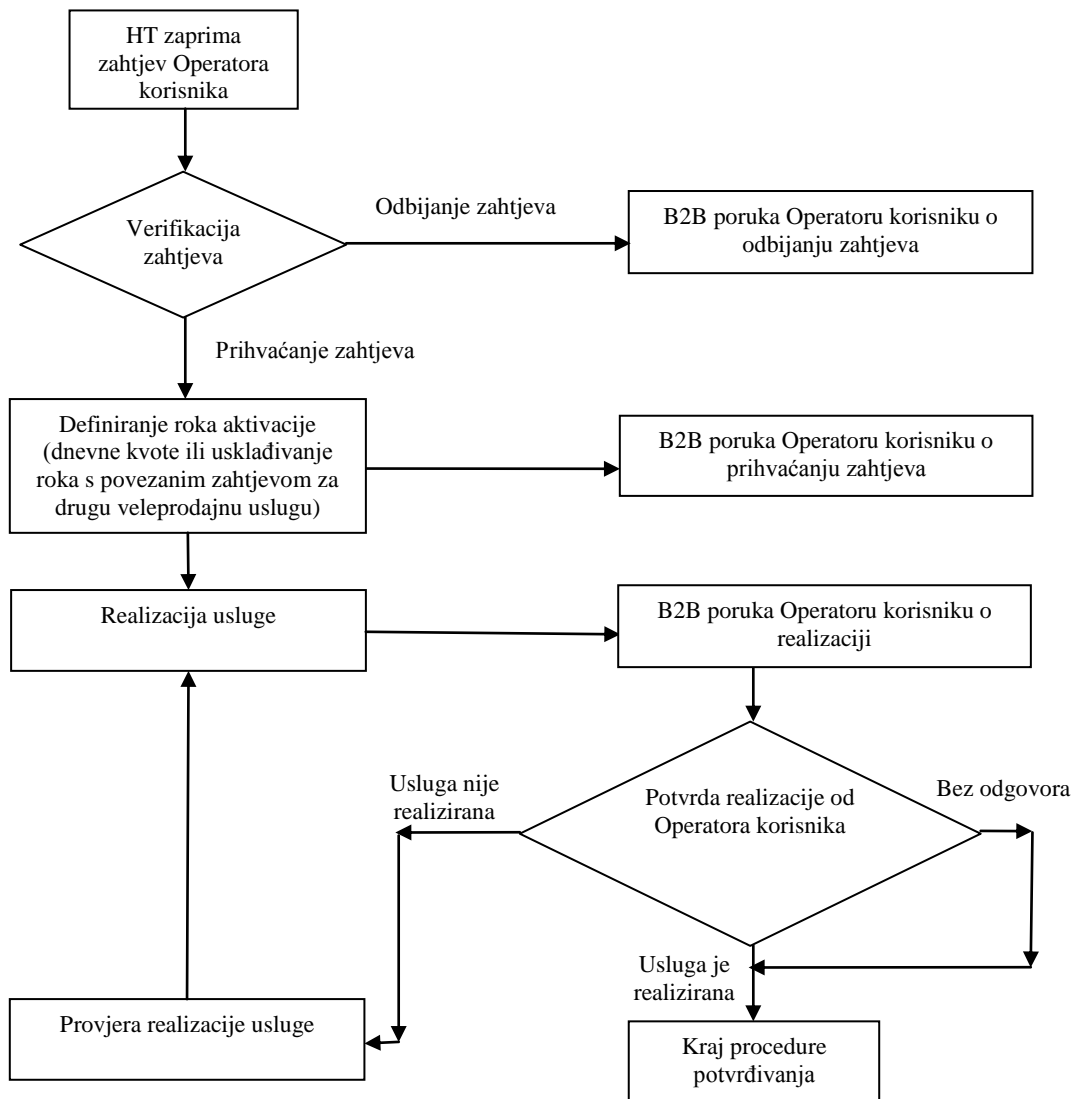 HT zaprima
zahtjev Operatora
korisnika
Verifikacija
zahtjeva
Odbijanje zahtjeva
B2B poruka Operatoru korisniku o
odbijanju zahtjeva
Prihvaćanje zahtjeva
Definiranje roka aktivacije
(dnevne kvote ili usklađivanje
roka s povezanim zahtjevom za
drugu veleprodajnu uslugu)
B2B poruka Operatoru korisniku o
prihvaćanju zahtjeva
Realizacija usluge
B2B poruka Operatoru korisniku o
realizaciji
Usluga nije
realizirana
Potvrda realizacije od
Operatora korisnika
Bez odgovora
Usluga je
realizirana
Provjera realizacije usluge
Kraj procedure
potvrđivanja